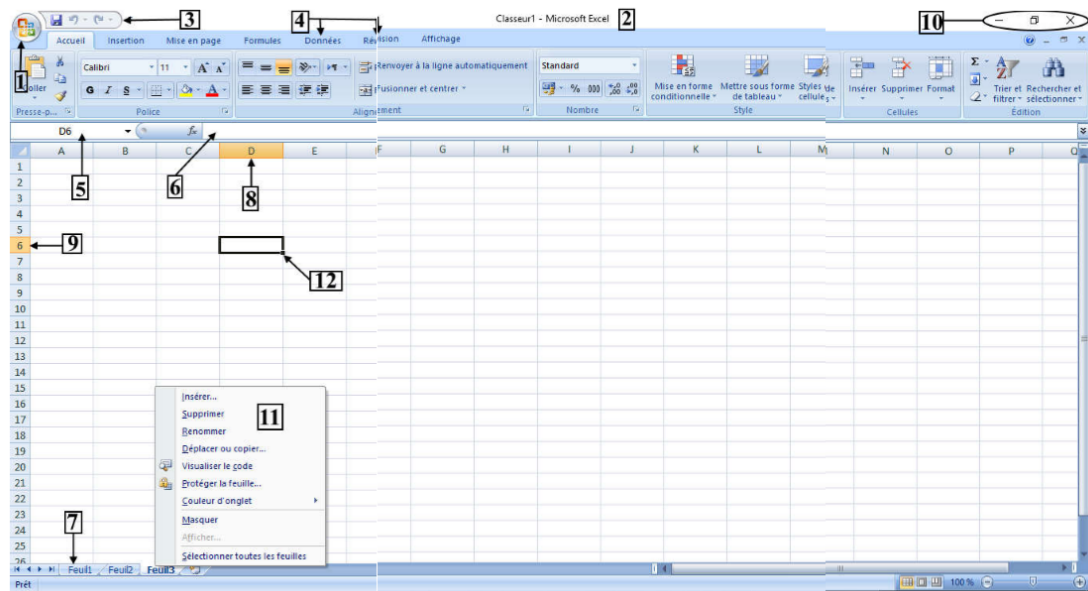 3 4 Classeur1 - Microsoft Excel 2 10
Accueil Insertion Mise en page Formules Données Révision Affichage
1
Calibri 11 A A Renvoyer à la ligne automatiquement Standard
G I S A Fusionner et centrer % 000 ,00 ,00
Mise en forme conditionnelle Mettre sous forme de tableau Styles de cellules Insérer Supprimer Format Σ Trier et filtrer Rechercher et sélectionner
Presse-p... Police Alignement Nombre Style Cellules Édition
D6 fx
A B C D E F G H I J K L M N O P Q
1
2
5 6 8
3
4
5
6 9
7
12
8
9
10
11
12
13
14
15
Insérer...
16
Supprimer 11
17
Renommer
18
Déplacer ou copier...
19
Visualiser le code
20
Protéger la feuille...
21
Couleur d'onglet
22
Masquer
23
7
24
Afficher...
25
Sélectionner toutes les feuilles
26
Feuil1 Feuil2 Feuil3
Prêt 100 %